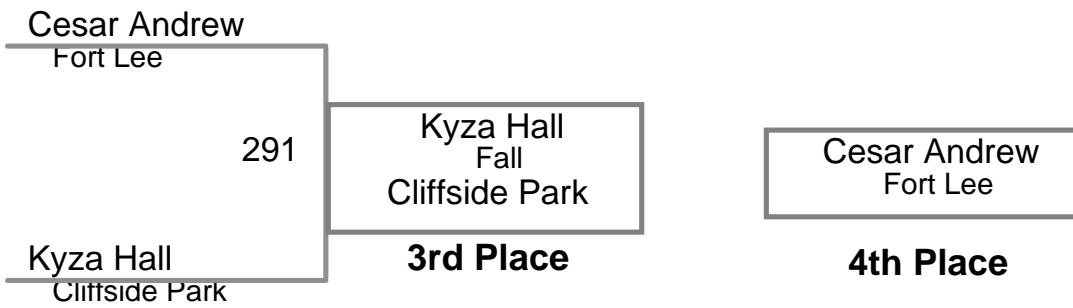 Cesar Andrew
Fort Lee
291
Kyza Hall
Fall
Cliffside Park
3rd Place
Kyza Hall
Cliffside Park
Cesar Andrew
Fort Lee
4th Place